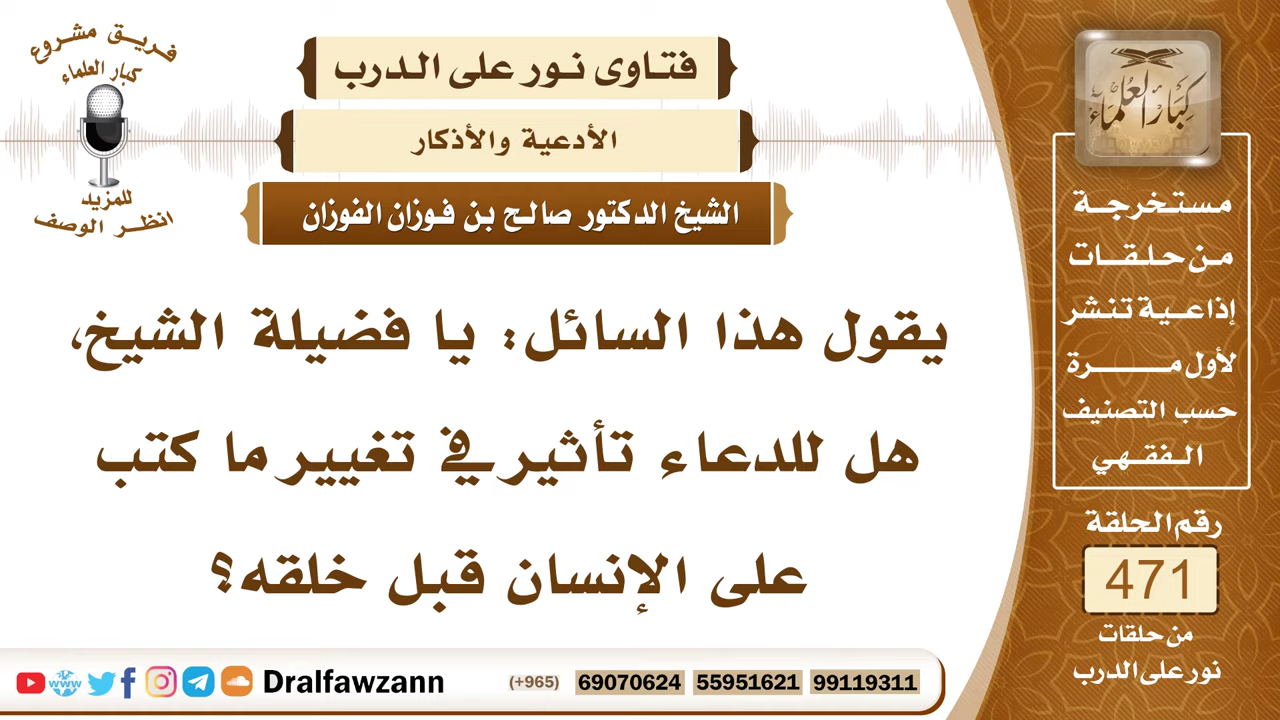 فريق مشروع
كبار العلماء
للمزيد
انظر الوصف
فتاوى نور على الدرب
الأدعية والأذكار
الشيخ الدكتور صالح بن فوزان الفوزان
يقول هذا السائل: يا فضيلة الشيخ،
هل للدعاء تأثير في تغيير ما كتب
على الإنسان قبل خلقه؟
كبار العلماء
مستخرجة
من حلقات
إذاعية تنشر
لأول مرة
حسب التصنيف
الفقهي
رقم الحلقة
471
من حلقات
نور على الدرب
www
Dralfawzann
(+965) 69070624 55951621 99119311